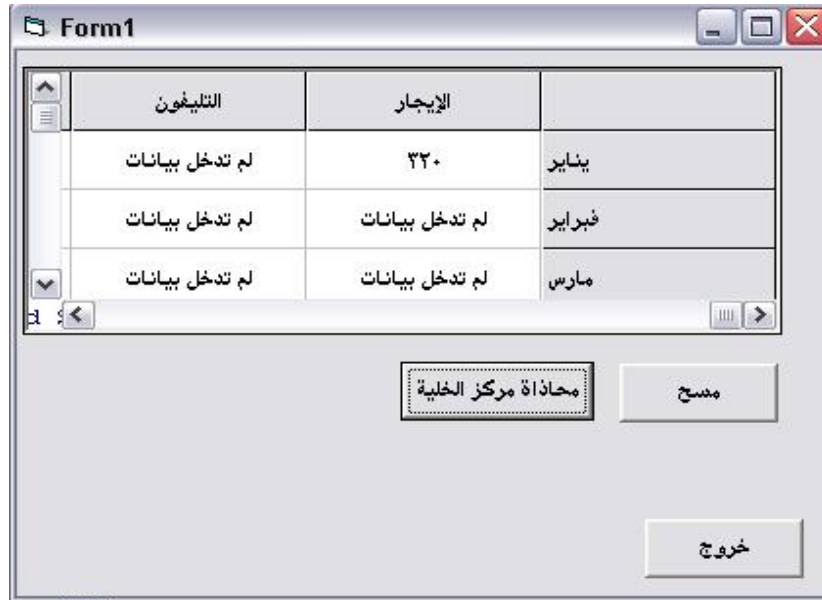 Form1
الإيجار التليفون
يناير ٣٢٠ لم تدخل بيانات
فبراير لم تدخل بيانات لم تدخل بيانات
مارس لم تدخل بيانات لم تدخل بيانات
مسح محاذاة مركز الخلية
خروج